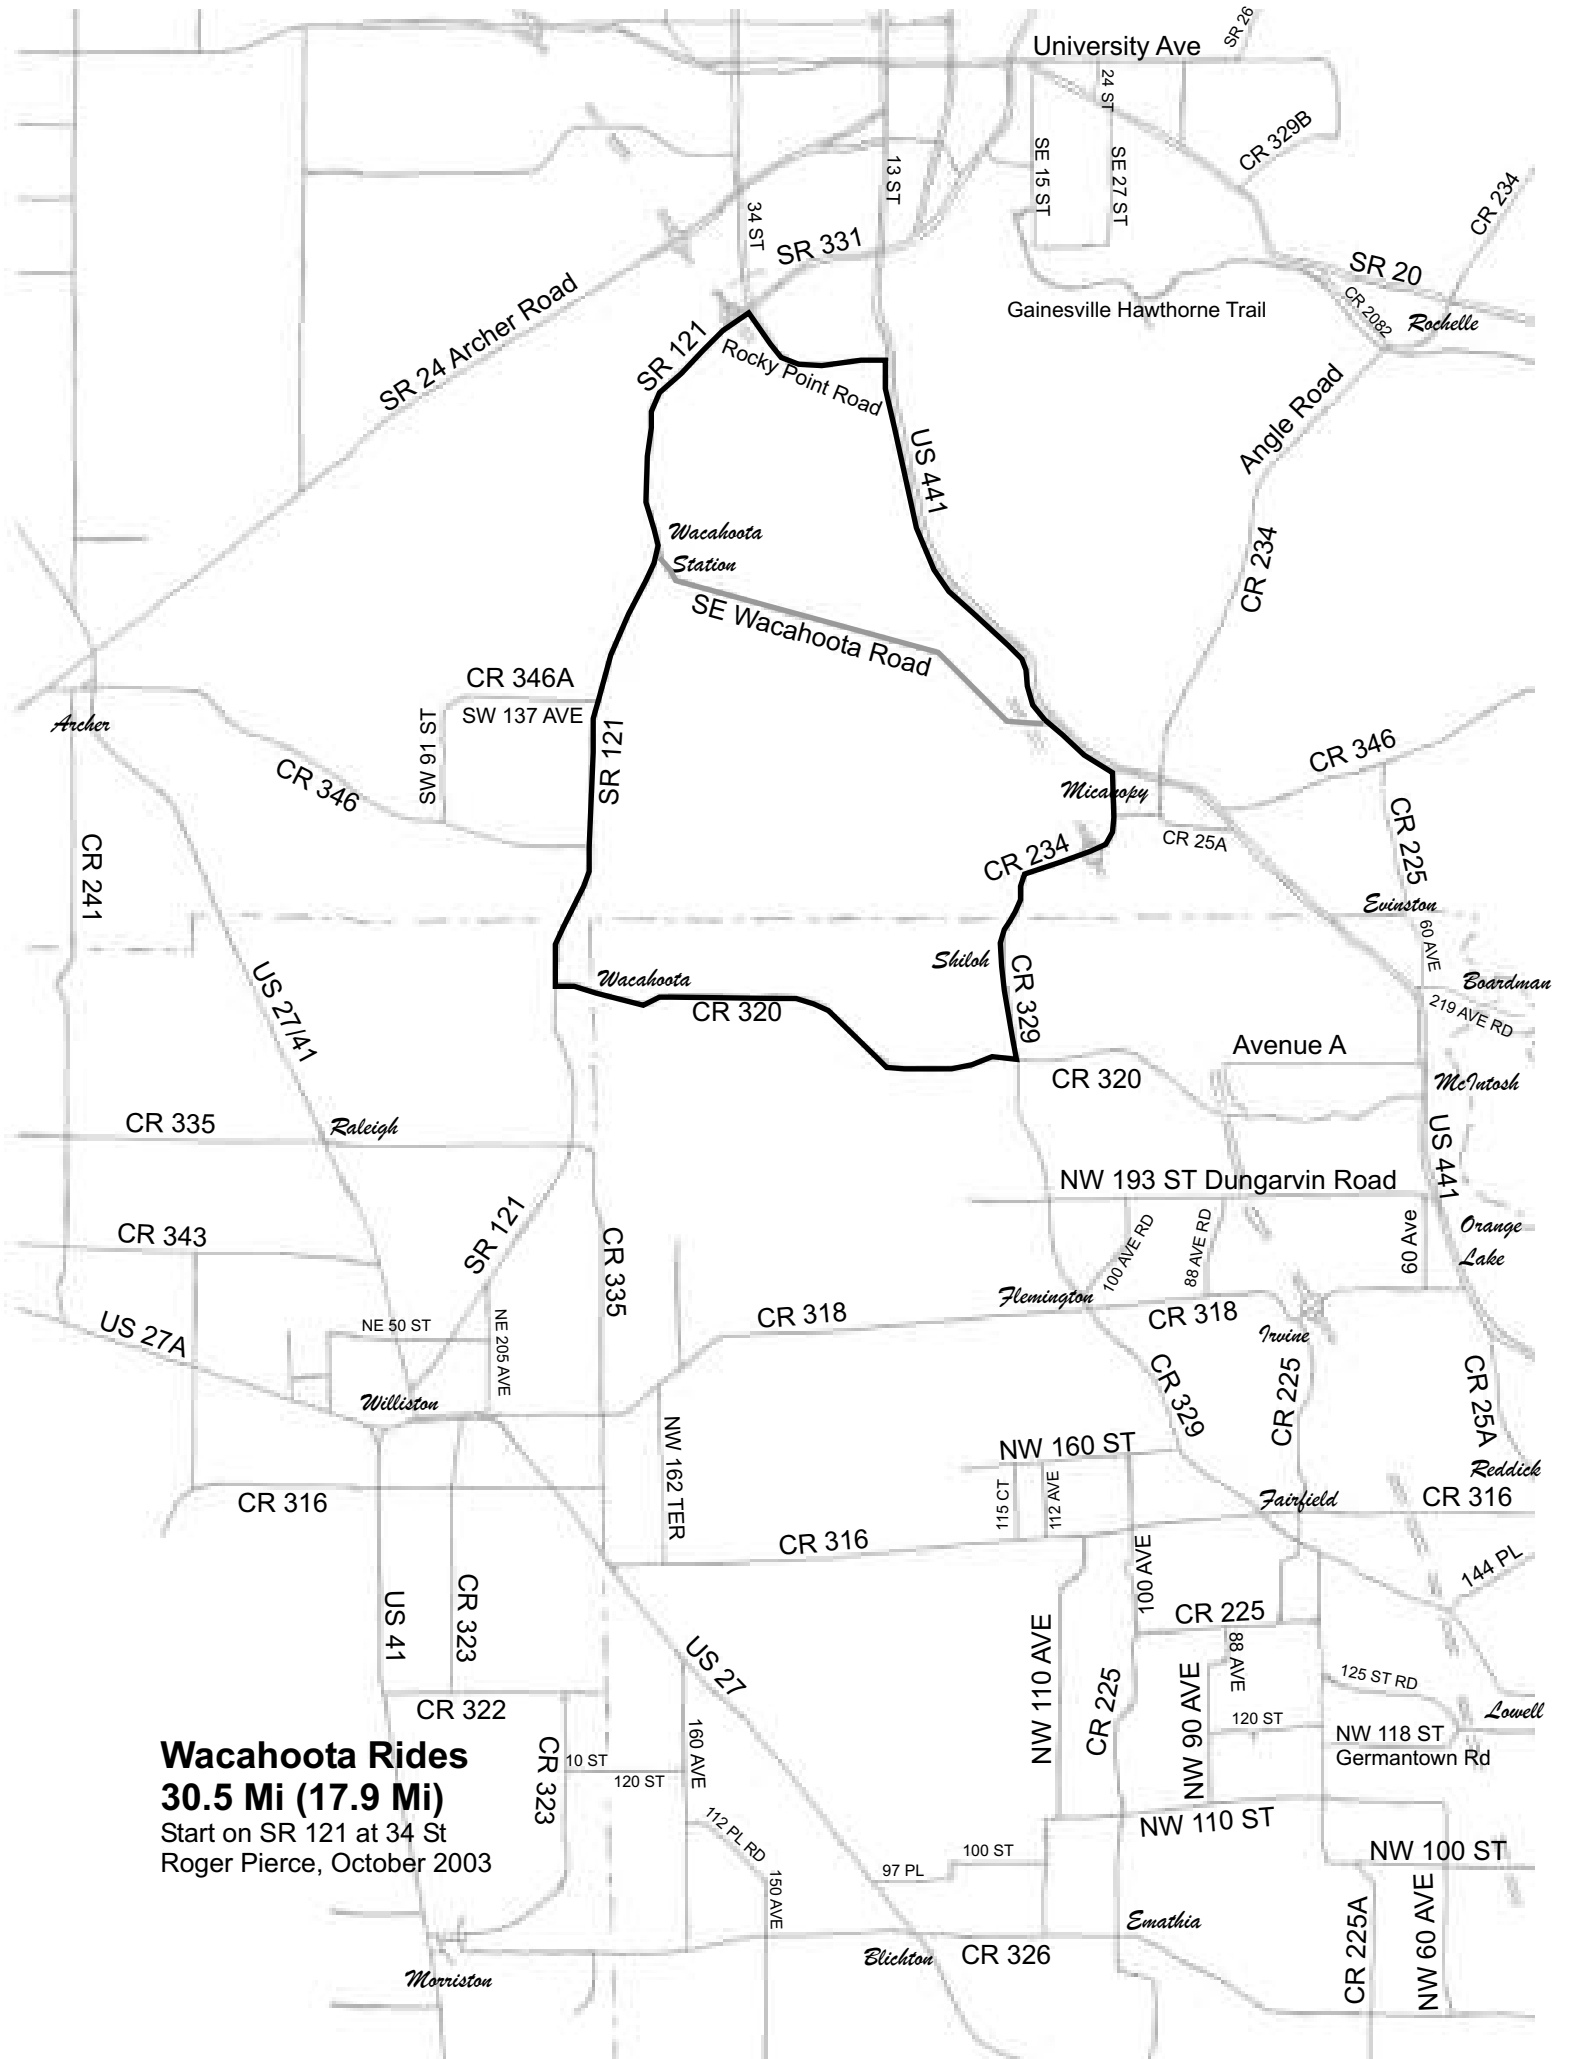 University Ave
SR 26
24 ST
CR 329B
SE 15 ST
SE 27 ST
13 ST
34 ST
SR 331
CR 234
SR 20
CR 2082
Rochelle
Gainesville Hawthorne Trail
SR 24 Archer Road
SR 121
Rocky Point Road
Angle Road
US 441
Wacahoota
Station
CR 234
SE Wacahoota Road
CR 346A
SW 137 AVE
SW 91 ST
Archer
SR 121
CR 346
CR 346
Micanopy
CR 25A
CR 225
CR 234
CR 241
Evinston
60 AVE
Shiloh
Boardman
219 AVE RD
Wacahoota
CR 320
CR 329
US 27/41
Avenue A
CR 320
McIntosh
CR 335
Raleigh
US 441
NW 193 ST Dungarvin Road
CR 343
SR 121
CR 335
100 AVE RD
88 AVE RD
60 Ave
Orange
Lake
Flemington
CR 318
CR 318
US 27A
NE 50 ST
NE 205 AVE
Irvine
CR 329
CR 225
CR 25A
Williston
NW 162 TER
NW 160 ST
115 CT
112 AVE
Reddick
Fairfield
CR 316
CR 316
CR 316
144 PL
US 41
CR 323
100 AVE
CR 225
NW 110 AVE
88 AVE
US 27
CR 225
NW 90 AVE
125 ST RD
CR 322
Lowell
120 ST
NW 118 ST
Germantown Rd
Wacahoota Rides
30.5 Mi (17.9 Mi)
Start on SR 121 at 34 St
Roger Pierce, October 2003
CR 323
10 ST
120 ST
160 AVE
112 PL RD
150 AVE
NW 110 ST
100 ST
97 PL
NW 100 ST
CR 225A
NW 60 AVE
Emathia
Blichton
CR 326
Morriston